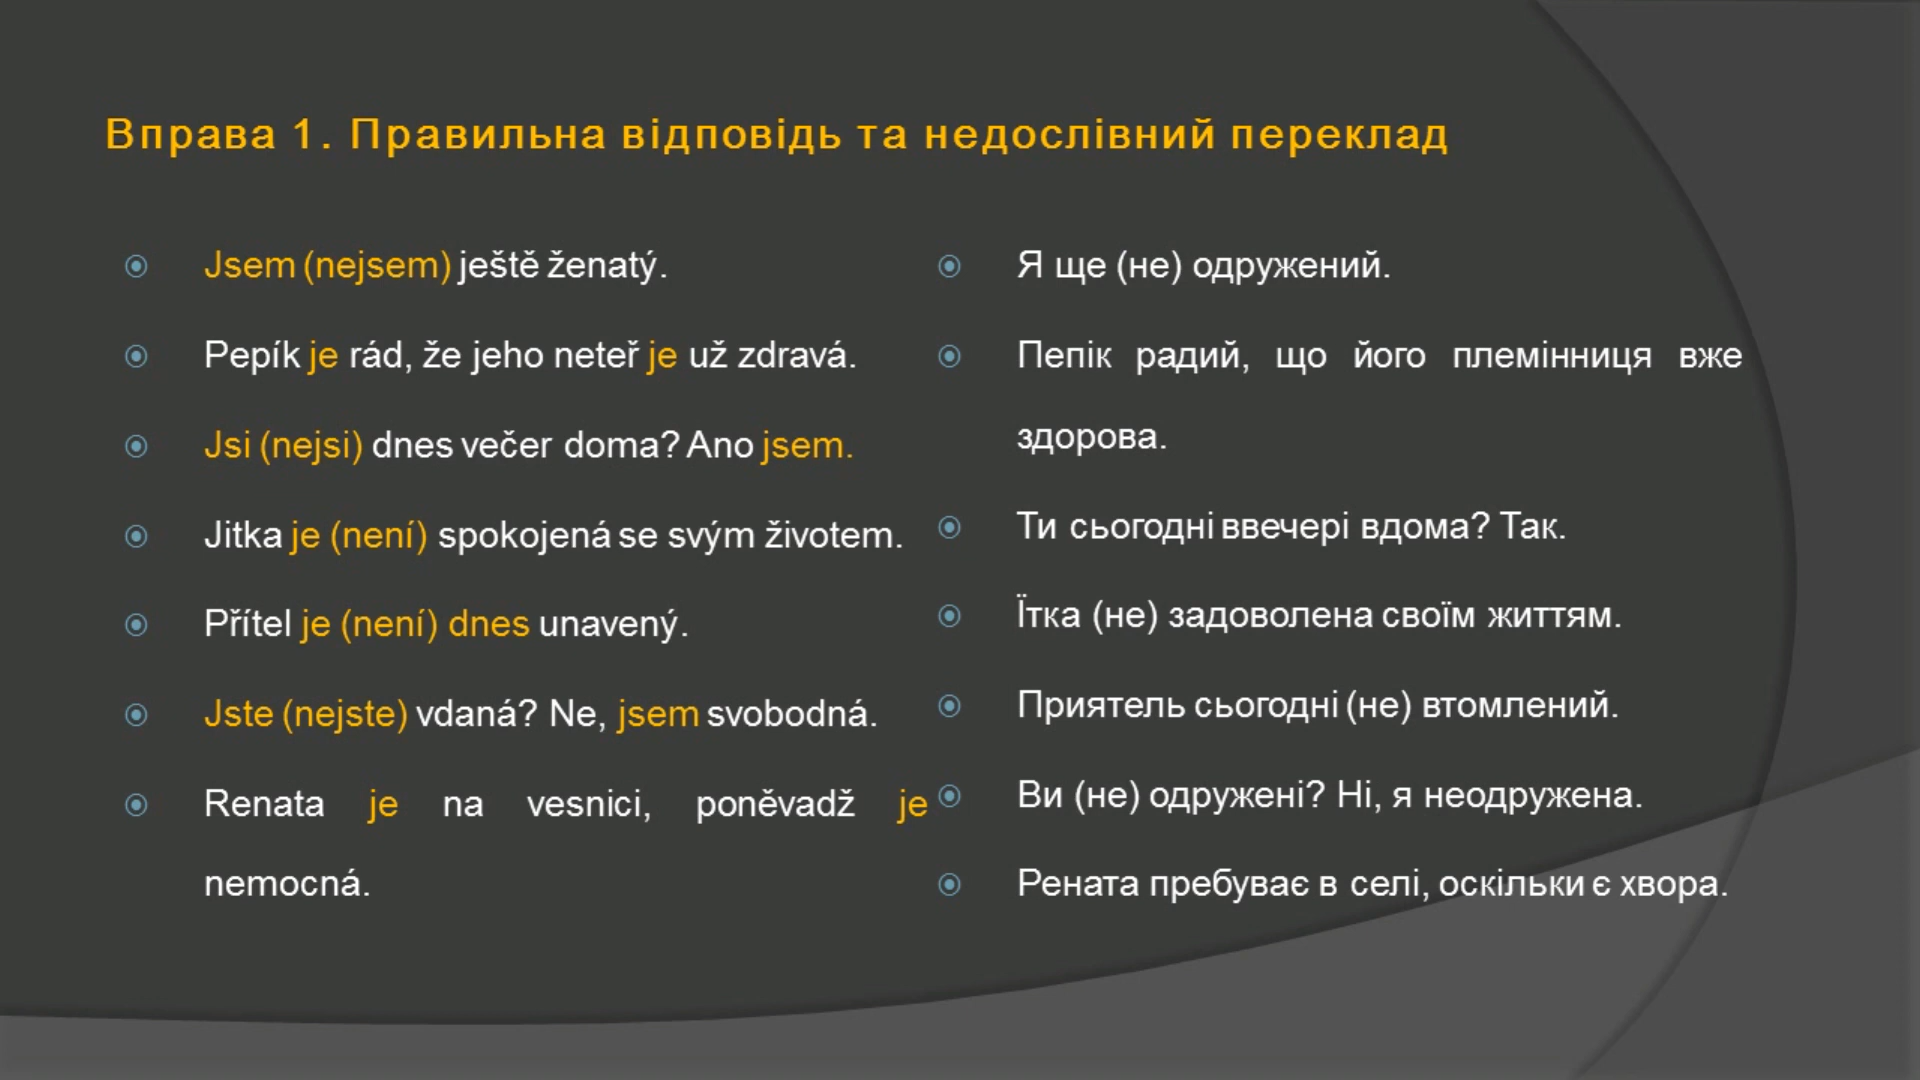 Вправа 1. Правильна відповідь та недослівний переклад
Jsem (nejsem) ještě ženatý.
Pepík je rád, že jeho neteř je už zdravá.
Jsi (nejsi) dnes večer doma? Ano jsem.
Jitka je (není) spokojená se svým životem.
Přítel je (není) dnes unavený.
Jste (nejste) vdaná? Ne, jsem svobodná.
Renata je na vesnici, poněvadž je
nemocná.
Я ще (не) одружений.
Пепік радий, що його племінниця вже
здорова.
Ти сьогодні ввечері вдома? Так.
Їтка (не) задоволена своїм життям.
Приятель сьогодні (не) втомлений.
Ви (не) одружені? Ні, я неодружена.
Рената пребуває в селі, оскільки є хвора.